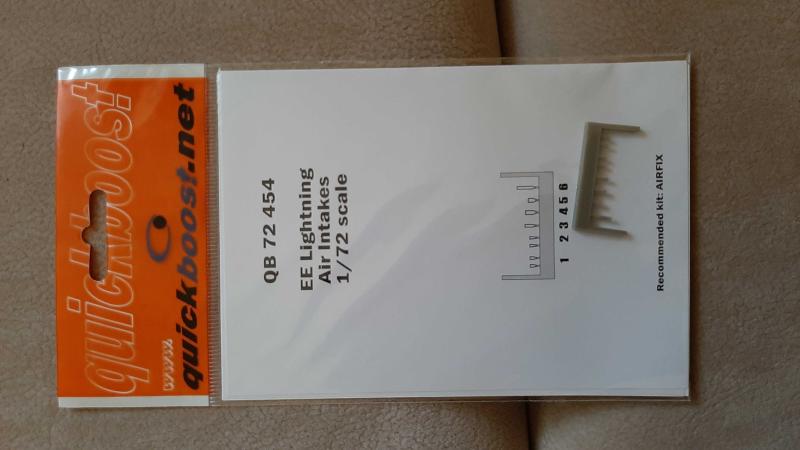 quickboost
www.
quickboost.net
QB 72 454
EE Lightning
Air Intakes
1/72 scale
1 2 3 4 5 6
Recommended kit: AIRFIX